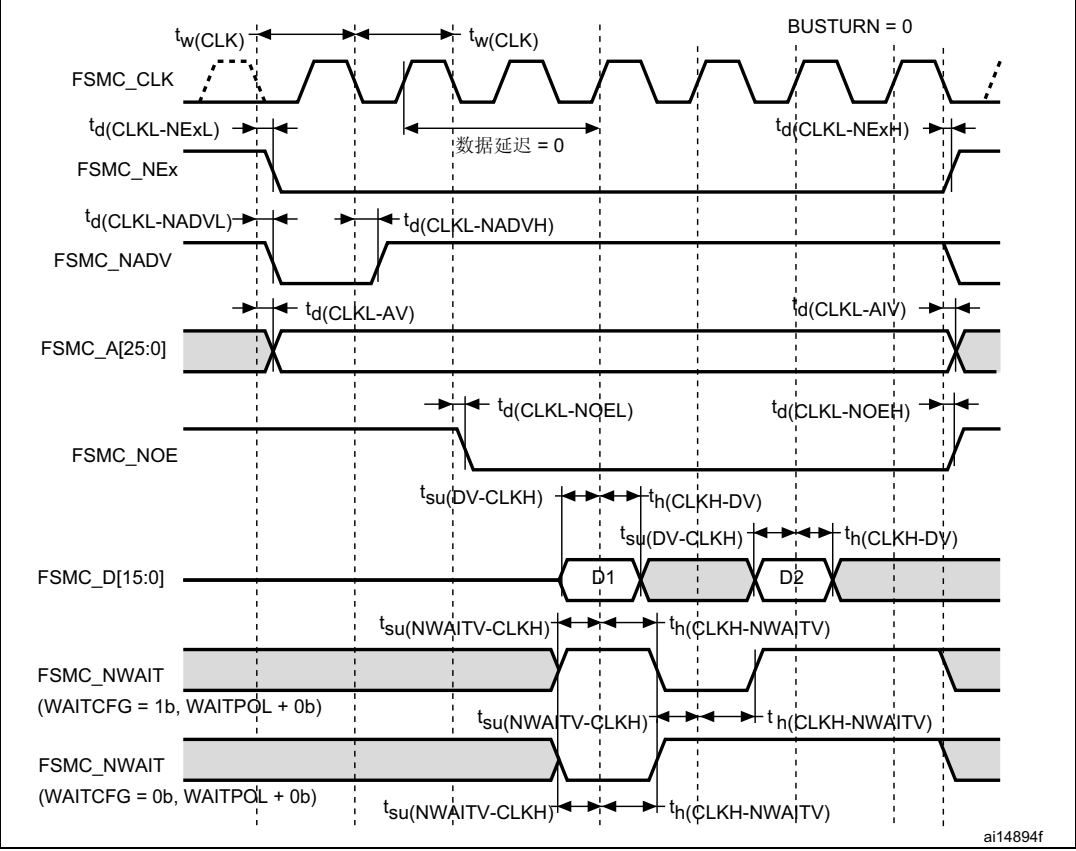 tw(CLK) tw(CLK) BUSTURN = 0
FSMC_CLK
td(CLKL-NExL) td(CLKL-NExH)
数据延迟 = 0
FSMC_NEx
td(CLKL-NADVL) td(CLKL-NADVH)
FSMC_NADV
td(CLKL-AV) td(CLKL-AIV)
FSMC_A[25:0]
td(CLKL-NOEL) td(CLKL-NOEH)
FSMC_NOE
tsu(DV-CLKH) th(CLKH-DV)
tsu(DV-CLKH) th(CLKH-DV)
FSMC_D[15:0] D1 D2
tsu(NWAITV-CLKH) th(CLKH-NWAITV)
FSMC_NWAIT
(WAITCFG = 1b, WAITPOL + 0b)
tsu(NWAITV-CLKH) th(CLKH-NWAITV)
FSMC_NWAIT
(WAITCFG = 0b, WAITPOL + 0b)
tsu(NWAITV-CLKH) th(CLKH-NWAITV)
ai14894f